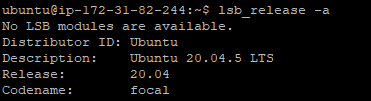 ubuntu@ip-172-31-82-244:~$ lsb_release -a
No LSB modules are available.
Distributor ID: Ubuntu
Description:    Ubuntu 20.04.5 LTS
Release:        20.04
Codename:       focal